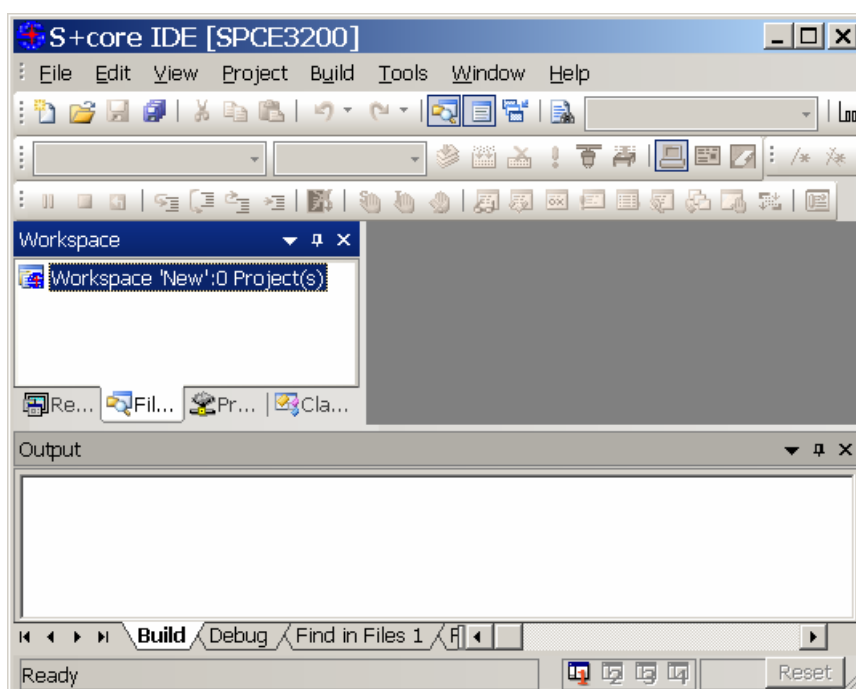 S+core IDE [SPCE3200]
File Edit View Project Build Tools Window Help
Workspace
Workspace 'New':0 Project(s)
Re... Fil... Pr... Cla...
Output
Build Debug Find in Files 1 F
Ready Reset